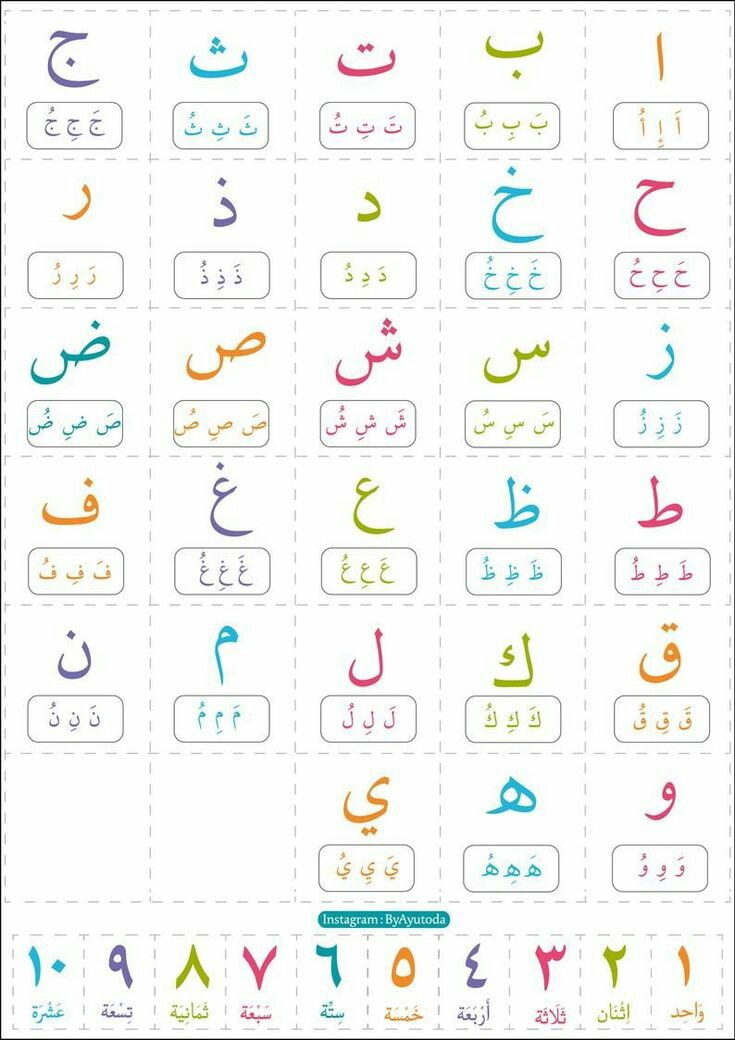 ا ب ت ث ج
أَ إِ أُ بَ بِ بُ تَ تِ تُ ثَ ثِ ثُ جَ جِ جُ
ح خ د ذ ر
حَ حِ حُ خَ خِ خُ دَ دِ دُ ذَ ذِ ذُ رَ رِ رُ
ز س ش ص ض
زَ زِ زُ سَ سِ سُ شَ شِ شُ صَ صِ صُ ضَ ضِ ضُ
ط ظ ع غ ف
طَ طِ طُ ظَ ظِ ظُ عَ عِ عُ غَ غِ غُ فَ فِ فُ
ق ك ل م ن
قَ قِ قُ كَ كِ كُ لَ لِ لُ مَ مِ مُ نَ نِ نُ
و ه ي
وَ وِ وُ هَ هِ هُ يَ يِ يُ
Instagram : ByAyutoda
١ ٢ ٣ ٤ ٥ ٦ ٧ ٨ ٩ ١٠
وَاحِد اِثْنَان ثَلَاثَة أَرْبَعَة خَمْسَة سِتَّة سَبْعَة ثَمَانِيَة تِسْعَة عَشْرَة